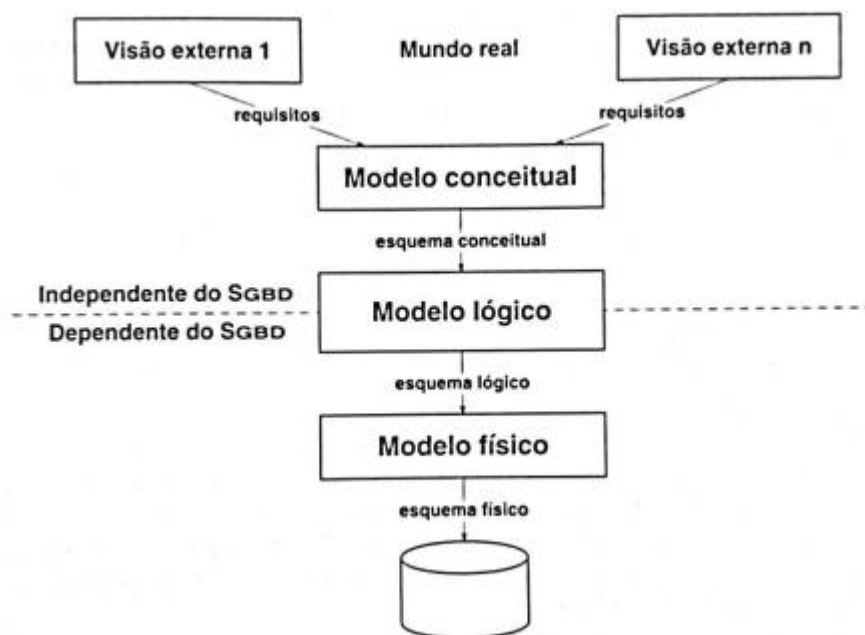 Visão externa 1
Mundo real
Visão externa n
requisitos
requisitos
Modelo conceitual
esquema conceitual
Independente do SGBD
Modelo lógico
Dependente do SGBD
esquema lógico
Modelo físico
esquema físico